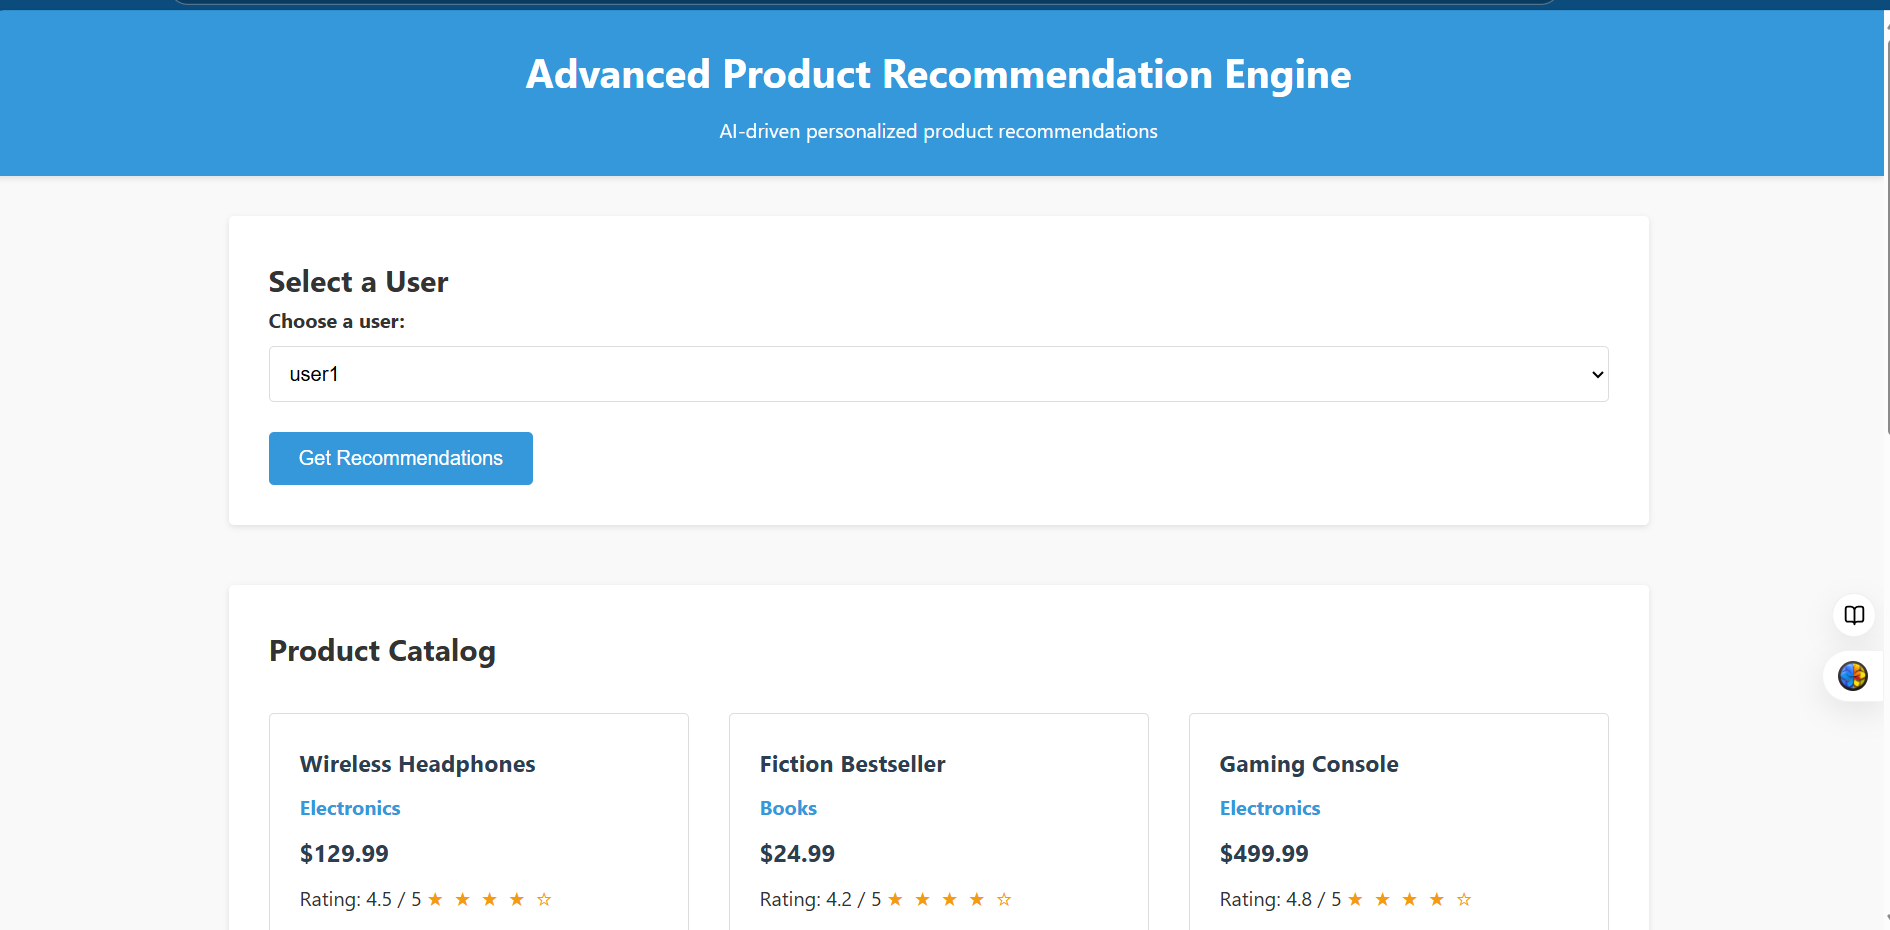 Advanced Product Recommendation Engine
AI-driven personalized product recommendations
Select a User
Choose a user:
user1
Get Recommendations
Product Catalog
Wireless Headphones
Electronics
$129.99
Rating: 4.5 / 5 ★ ★ ★ ★ ☆
Fiction Bestseller
Books
$24.99
Rating: 4.2 / 5 ★ ★ ★ ★ ☆
Gaming Console
Electronics
$499.99
Rating: 4.8 / 5 ★ ★ ★ ★ ☆